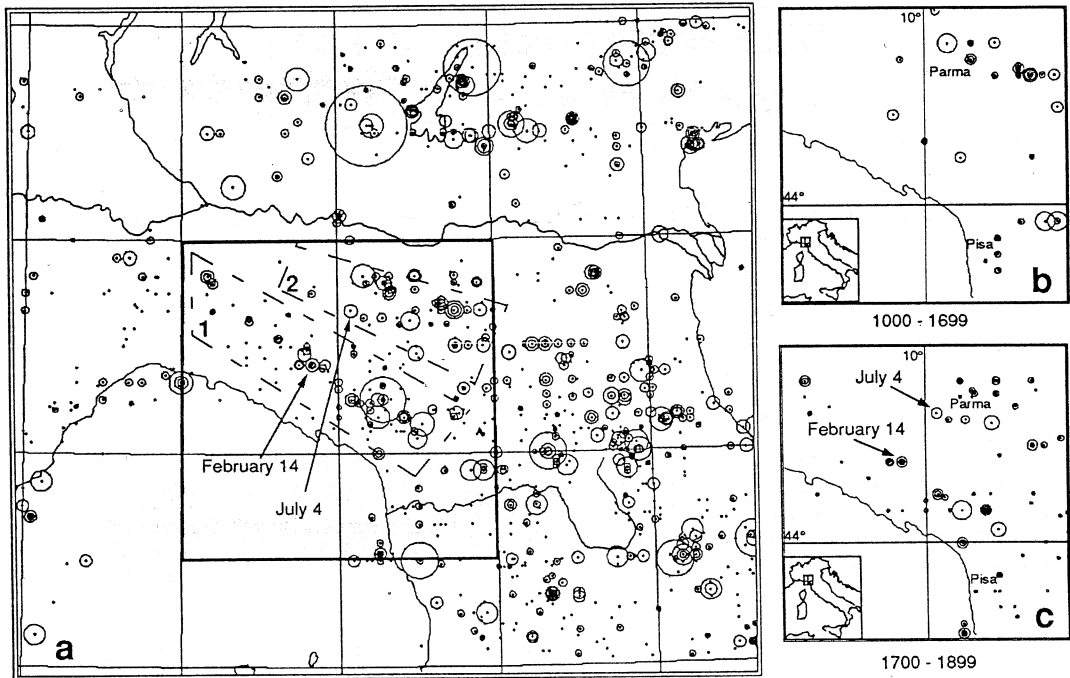 /2
1
February 14
July 4
a
10°
Parma
44°
Pisa
b
1000 - 1699
10°
July 4
Parma
February 14
44°
Pisa
c
1700 - 1899